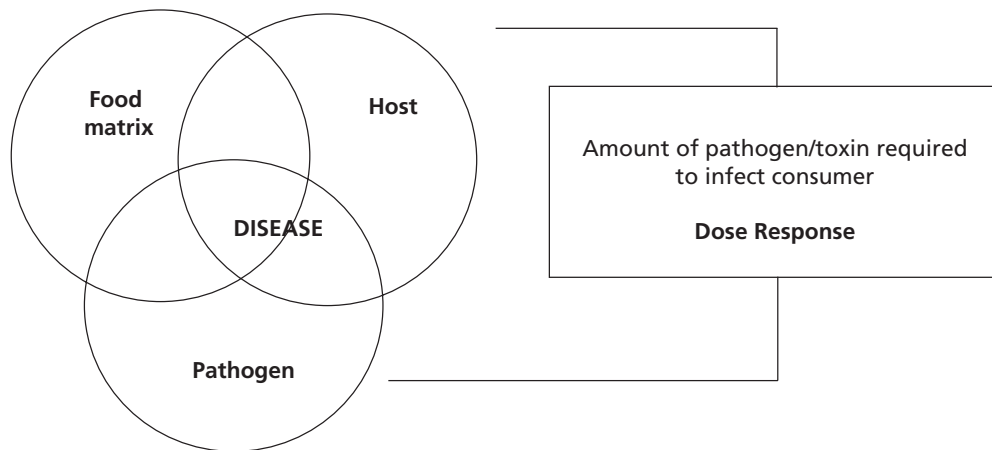 Food
matrix
Host
DISEASE
Pathogen
Amount of pathogen/toxin required
to infect consumer
Dose Response